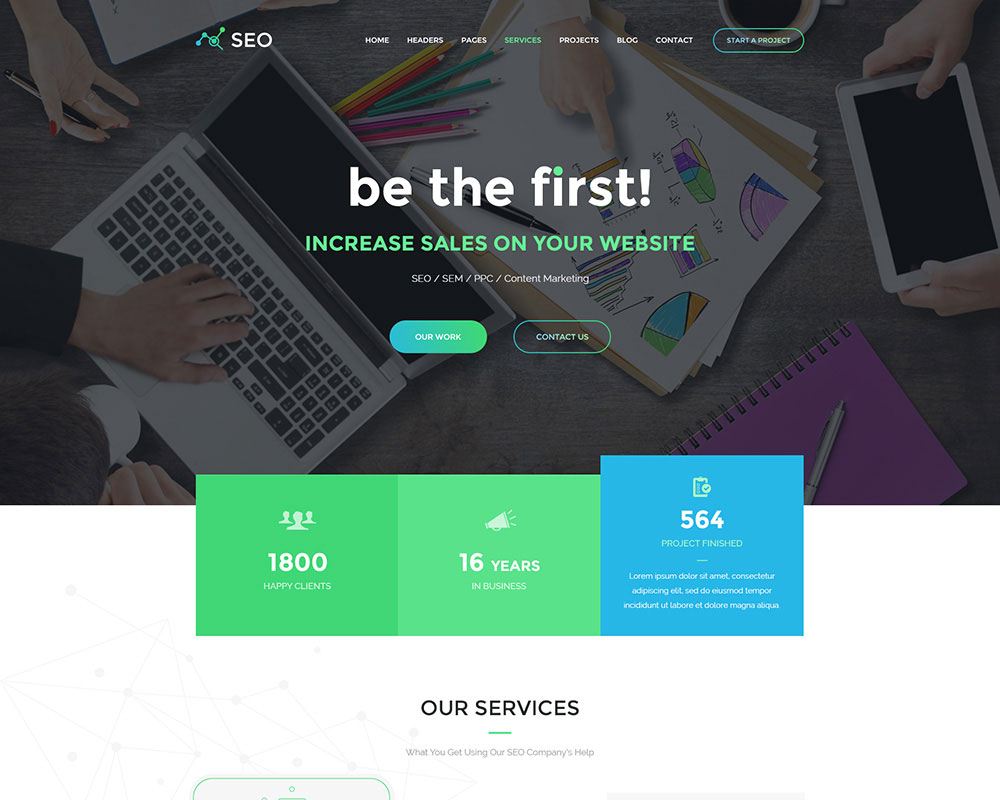 SEO
HOME HEADERS PAGES SERVICES PROJECTS BLOG CONTACT START A PROJECT
be the first!
INCREASE SALES ON YOUR WEBSITE
SEO / SEM / PPC / Content Marketing
OUR WORK CONTACT US
1800
HAPPY CLIENTS
16 YEARS
IN BUSINESS
564
PROJECT FINISHED
Lorem ipsum dolor sit amet, consectetur
adipiscing elit, sed do eiusmod tempor
incididunt ut labore et dolore magna aliqua
OUR SERVICES
What You Get Using Our SEO Company's Help